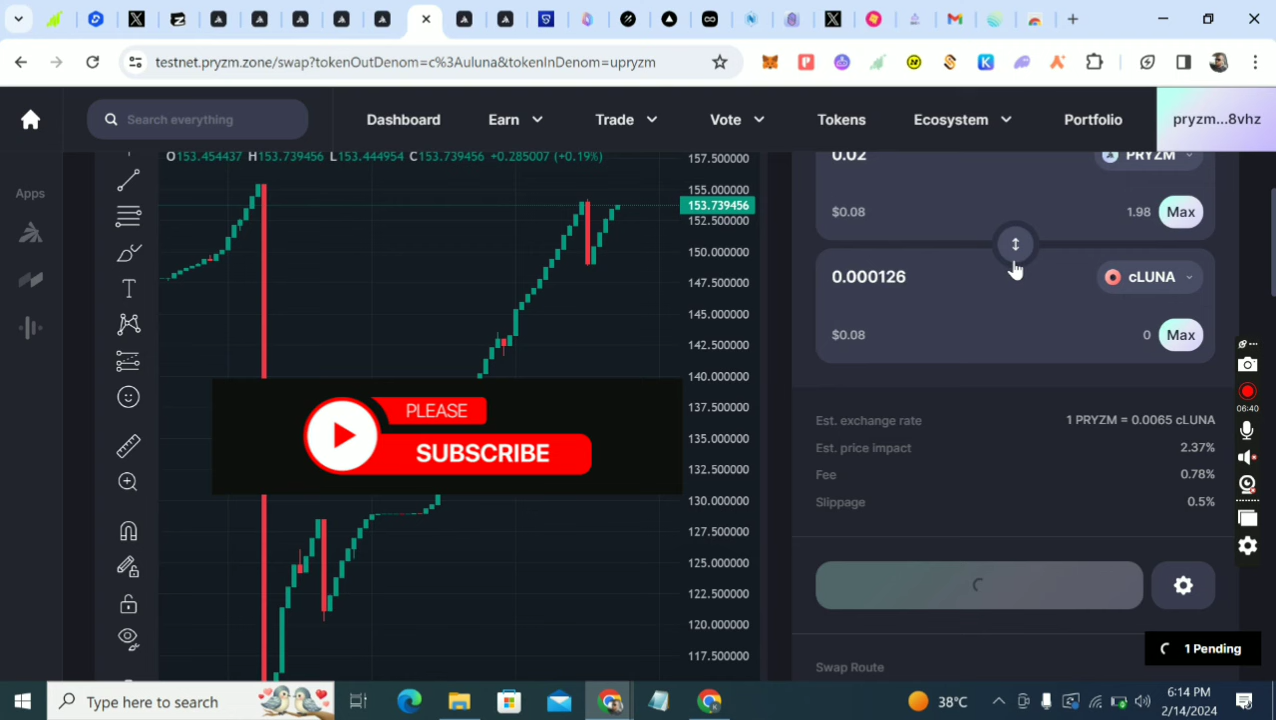 testnet.pryzm.zone/swap?tokenOutDenom=c%3Auluna&tokenInDenom=upryzm
Search everything
Dashboard
Earn
Trade
Vote
Tokens
Ecosystem
Portfolio
pryzm...8vhz
Apps
O153.454437 H153.739456 L153.444954 C153.739456 +0.285007 (+0.19%)
157.500000
155.000000
153.739456
152.500000
150.000000
147.500000
145.000000
142.500000
140.000000
137.500000
135.000000
132.500000
130.000000
127.500000
125.000000
122.500000
120.000000
117.500000
PLEASE
SUBSCRIBE
0.02
PRYZM
$0.08
1.98
Max
0.000126
cLUNA
$0.08
0
Max
Est. exchange rate
1 PRYZM = 0.0065 cLUNA
Est. price impact
2.37%
Fee
0.78%
Slippage
0.5%
1 Pending
Swap Route
06:40
Type here to search
38°C
6:14 PM
2/14/2024